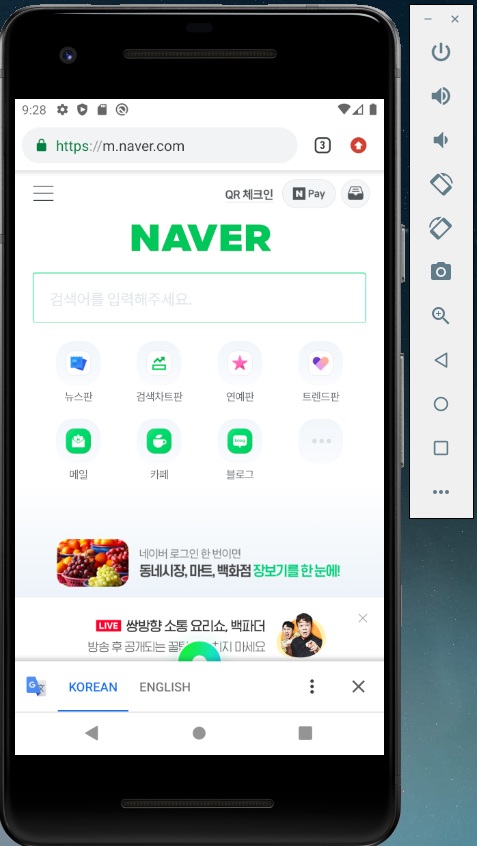 9:28
https://m.naver.com
3
QR 체크인
N Pay
NAVER
검색어를 입력해주세요.
뉴스판
검색차트판
연예판
트렌드판
메일
카페
blog
블로그
네이버 로그인 한 번이면
동네시장, 마트, 백화점 장보기를 한 눈에!
LIVE 쌍방향 소통 요리쇼, 백파더
방송 후 공개되는 치지 마세요
G
KOREAN
ENGLISH